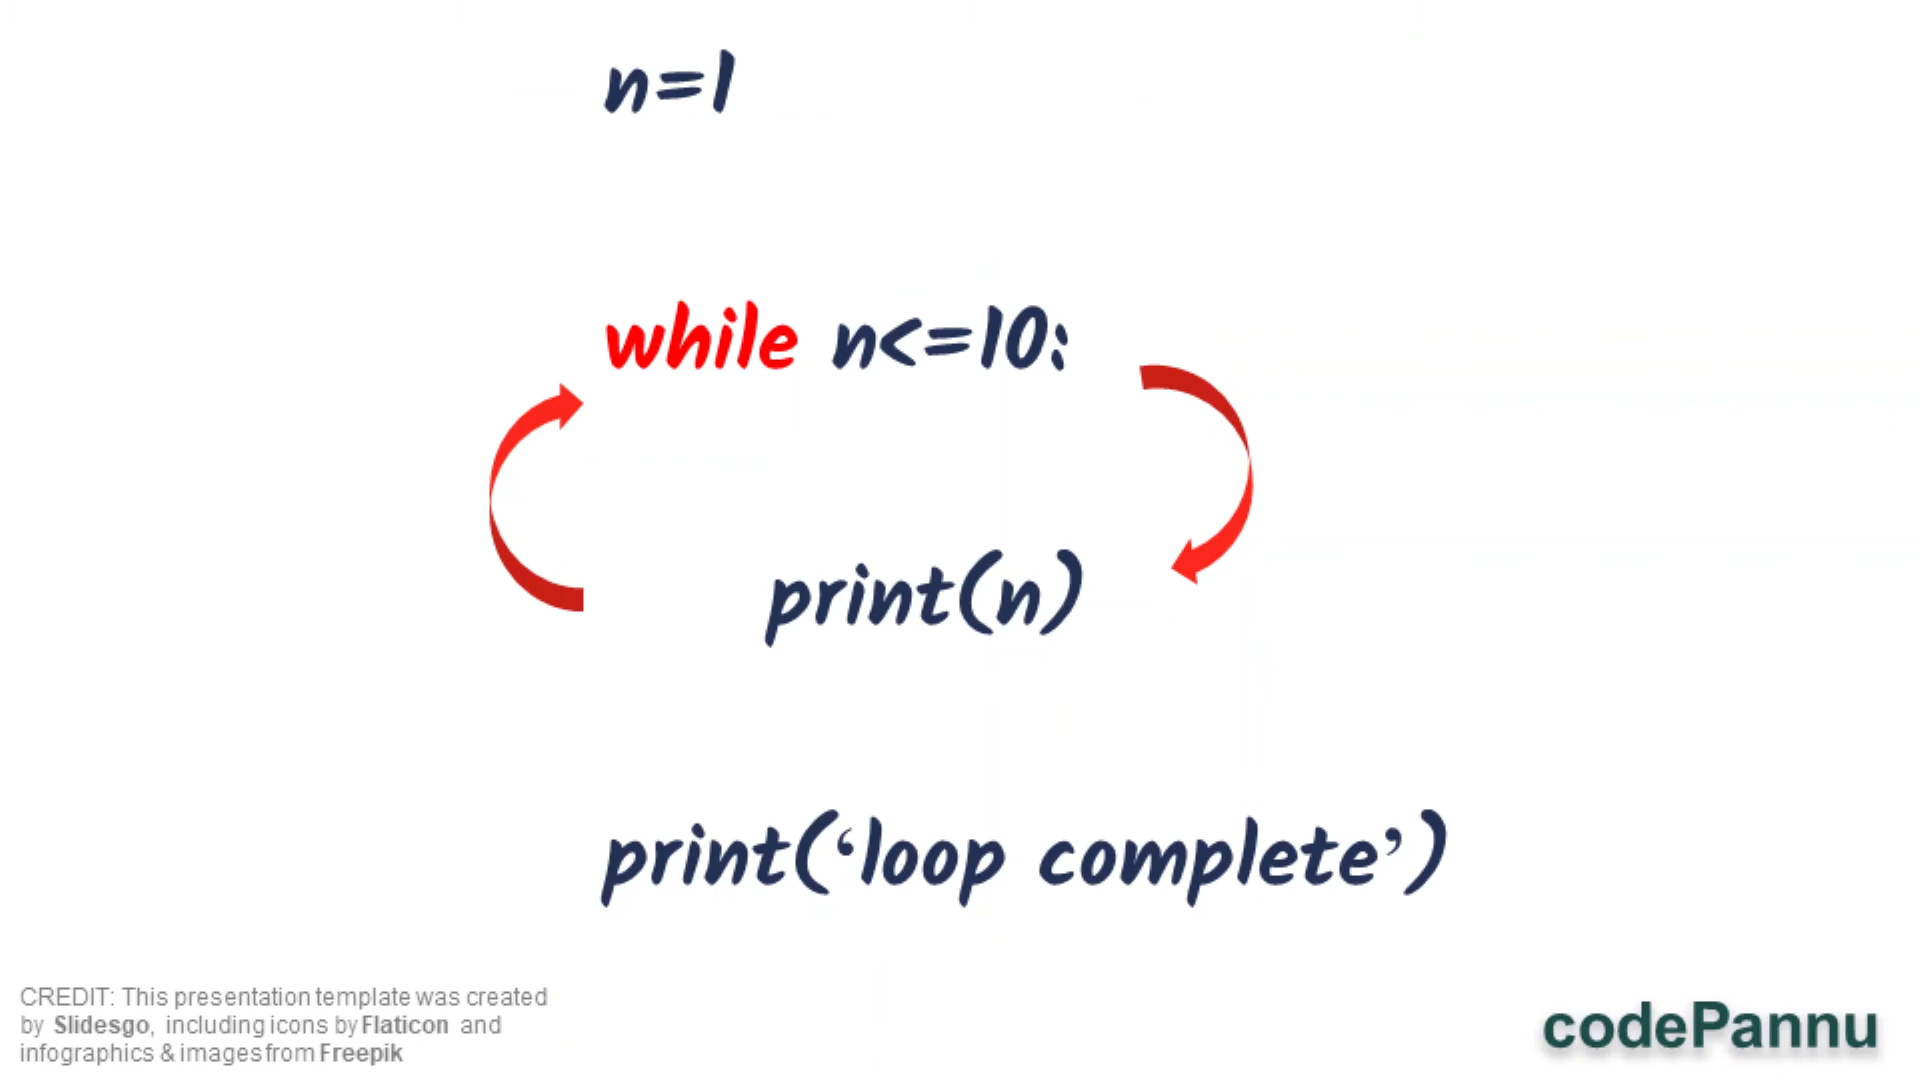 n=1
while n<=10:
print(n)
print(‘loop complete’)
CREDIT: This presentation template was created
by Slidesgo, including icons by Flaticon and
infographics & images from Freepik
codePannu